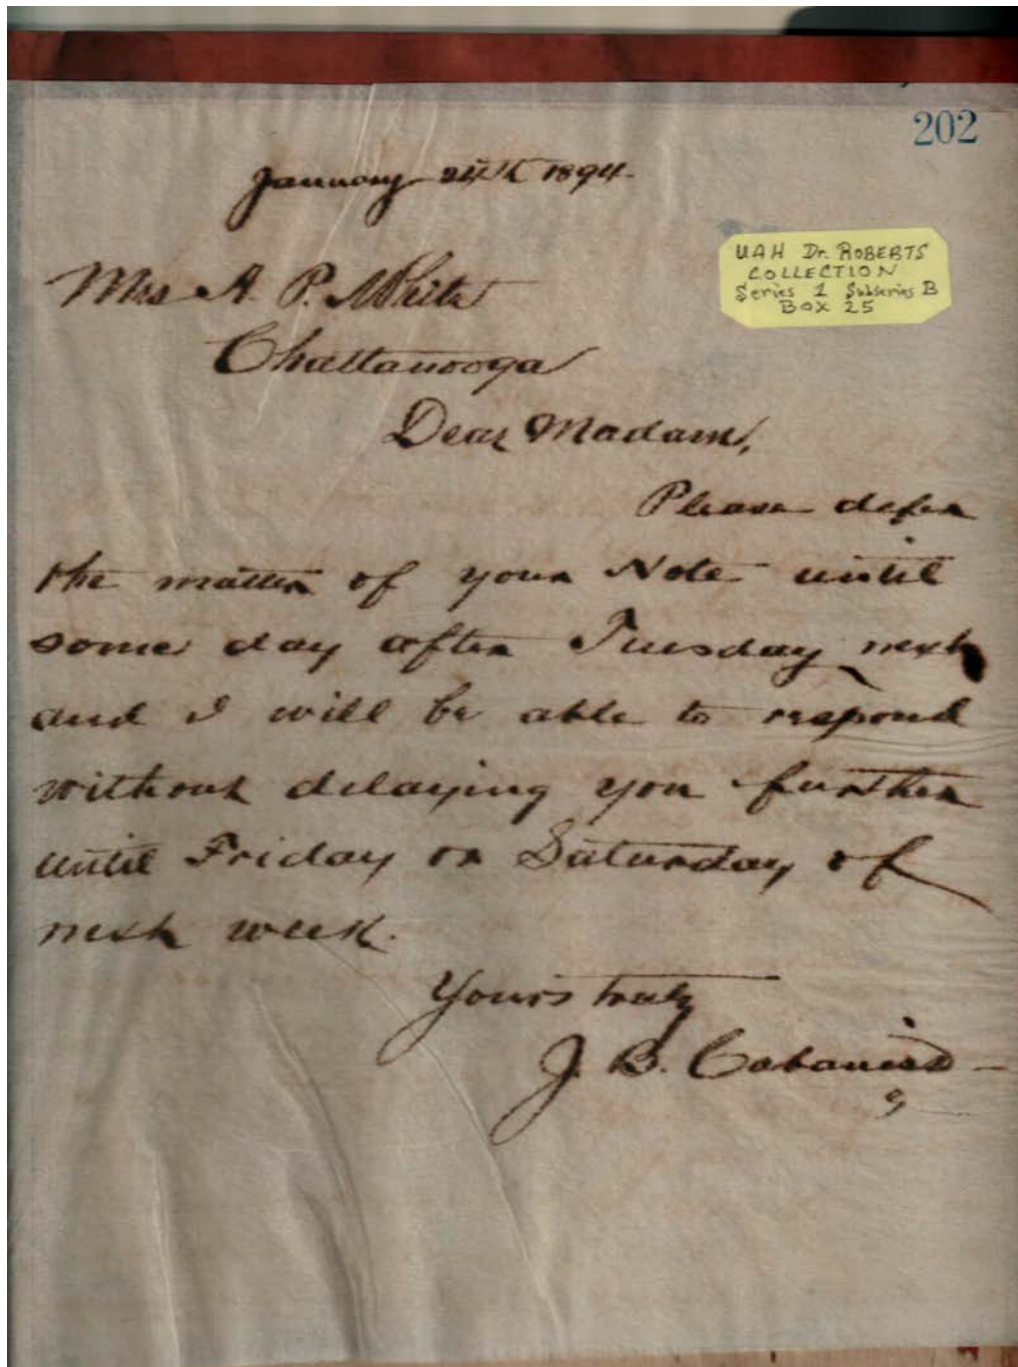 202
January 24th 1894.
UAH Dr. ROBERTS
COLLECTION
Series 1 Subseries B
BOX 25
Mrs A. P. White
Chattanooga
Dear Madam,
Please defer
the matter of your Note until
some day after Tuesday next
and I will be able to respond
without delaying you further
until Friday or Saturday of
next week.
Yours truly
J. B. Cabaniss